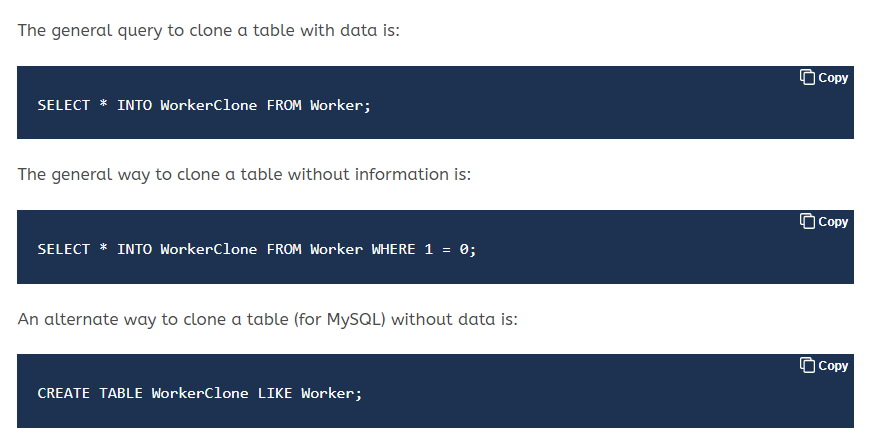 The general query to clone a table with data is:
Copy
SELECT * INTO WorkerClone FROM Worker;
The general way to clone a table without information is:
Copy
SELECT * INTO WorkerClone FROM Worker WHERE 1 = 0;
An alternate way to clone a table (for MySQL) without data is:
Copy
CREATE TABLE WorkerClone LIKE Worker;